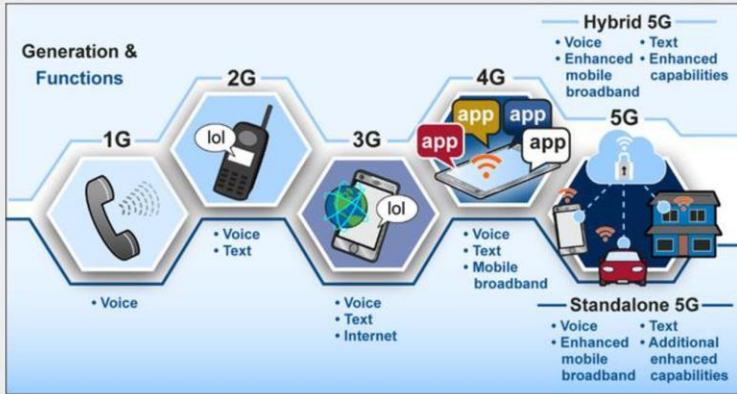 Generation &
Functions
1G
• Voice
2G
lol
• Voice
• Text
3G
lol
• Voice
• Text
• Internet
4G
app
app
app
app
• Voice
• Text
• Mobile
broadband
Hybrid 5G
• Voice
• Enhanced
mobile
broadband
• Text
• Enhanced
capabilities
5G
Standalone 5G
• Voice
• Enhanced
mobile
broadband
• Text
• Additional
enhanced
capabilities